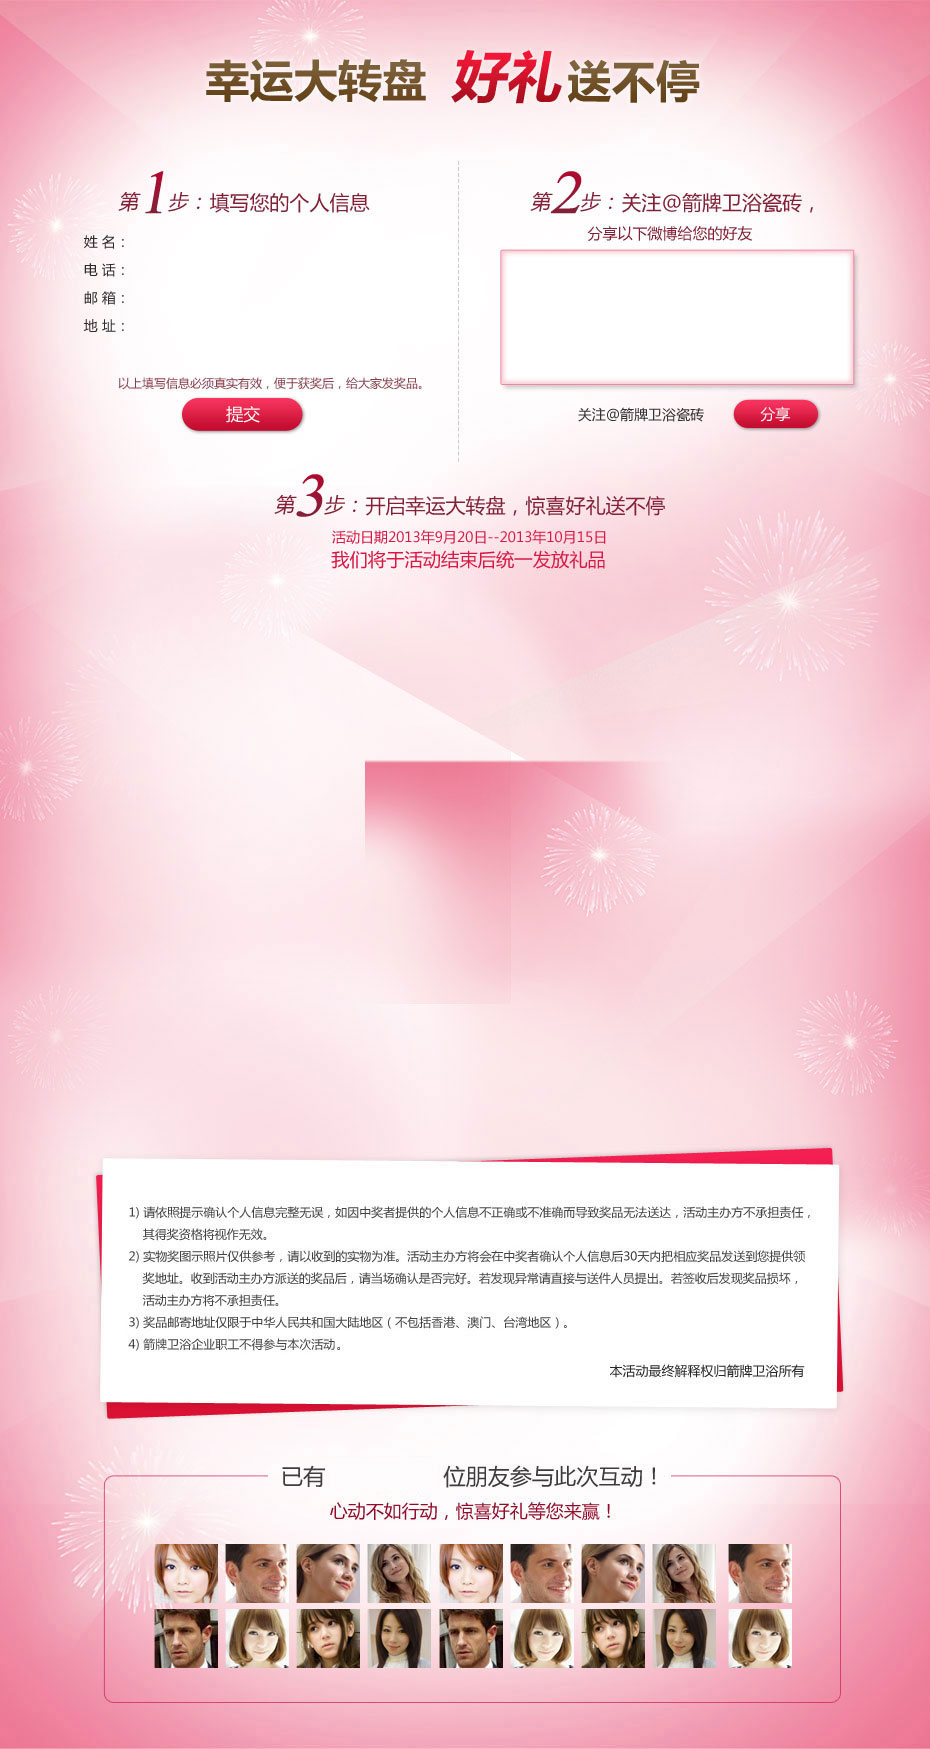 幸运大转盘 好礼送不停
第1步：填写您的个人信息
姓 名：
电 话：
邮 箱：
地 址：
以上填写信息必须真实有效，便于获奖后，给大家发奖品。
提交
第2步：关注@箭牌卫浴瓷砖，
分享以下微博给您的好友
关注@箭牌卫浴瓷砖
分享
第3步：开启幸运大转盘，惊喜好礼送不停
活动日期2013年9月20日--2013年10月15日
我们将于活动结束后统一发放礼品
1) 请依照提示确认个人信息完整无误，如因中奖者提供的个人信息不正确或不准确而导致奖品无法送达，活动主办方不承担责任，
其得奖资格将视作无效。
2) 实物奖图示照片仅供参考，请以收到的实物为准。活动主办方将会在中奖者确认个人信息后30天内把相应奖品发送到您提供领
奖地址。收到活动主办方派送的奖品后，请当场确认是否完好。若发现异常请直接与送件人员提出。若签收后发现奖品损坏，
活动主办方将不承担责任。
3) 奖品邮寄地址仅限于中华人民共和国大陆地区（不包括香港、澳门、台湾地区）。
4) 箭牌卫浴企业职工不得参与本次活动。
本活动最终解释权归箭牌卫浴所有
已有 位朋友参与此次互动！
心动不如行动，惊喜好礼等您来赢！